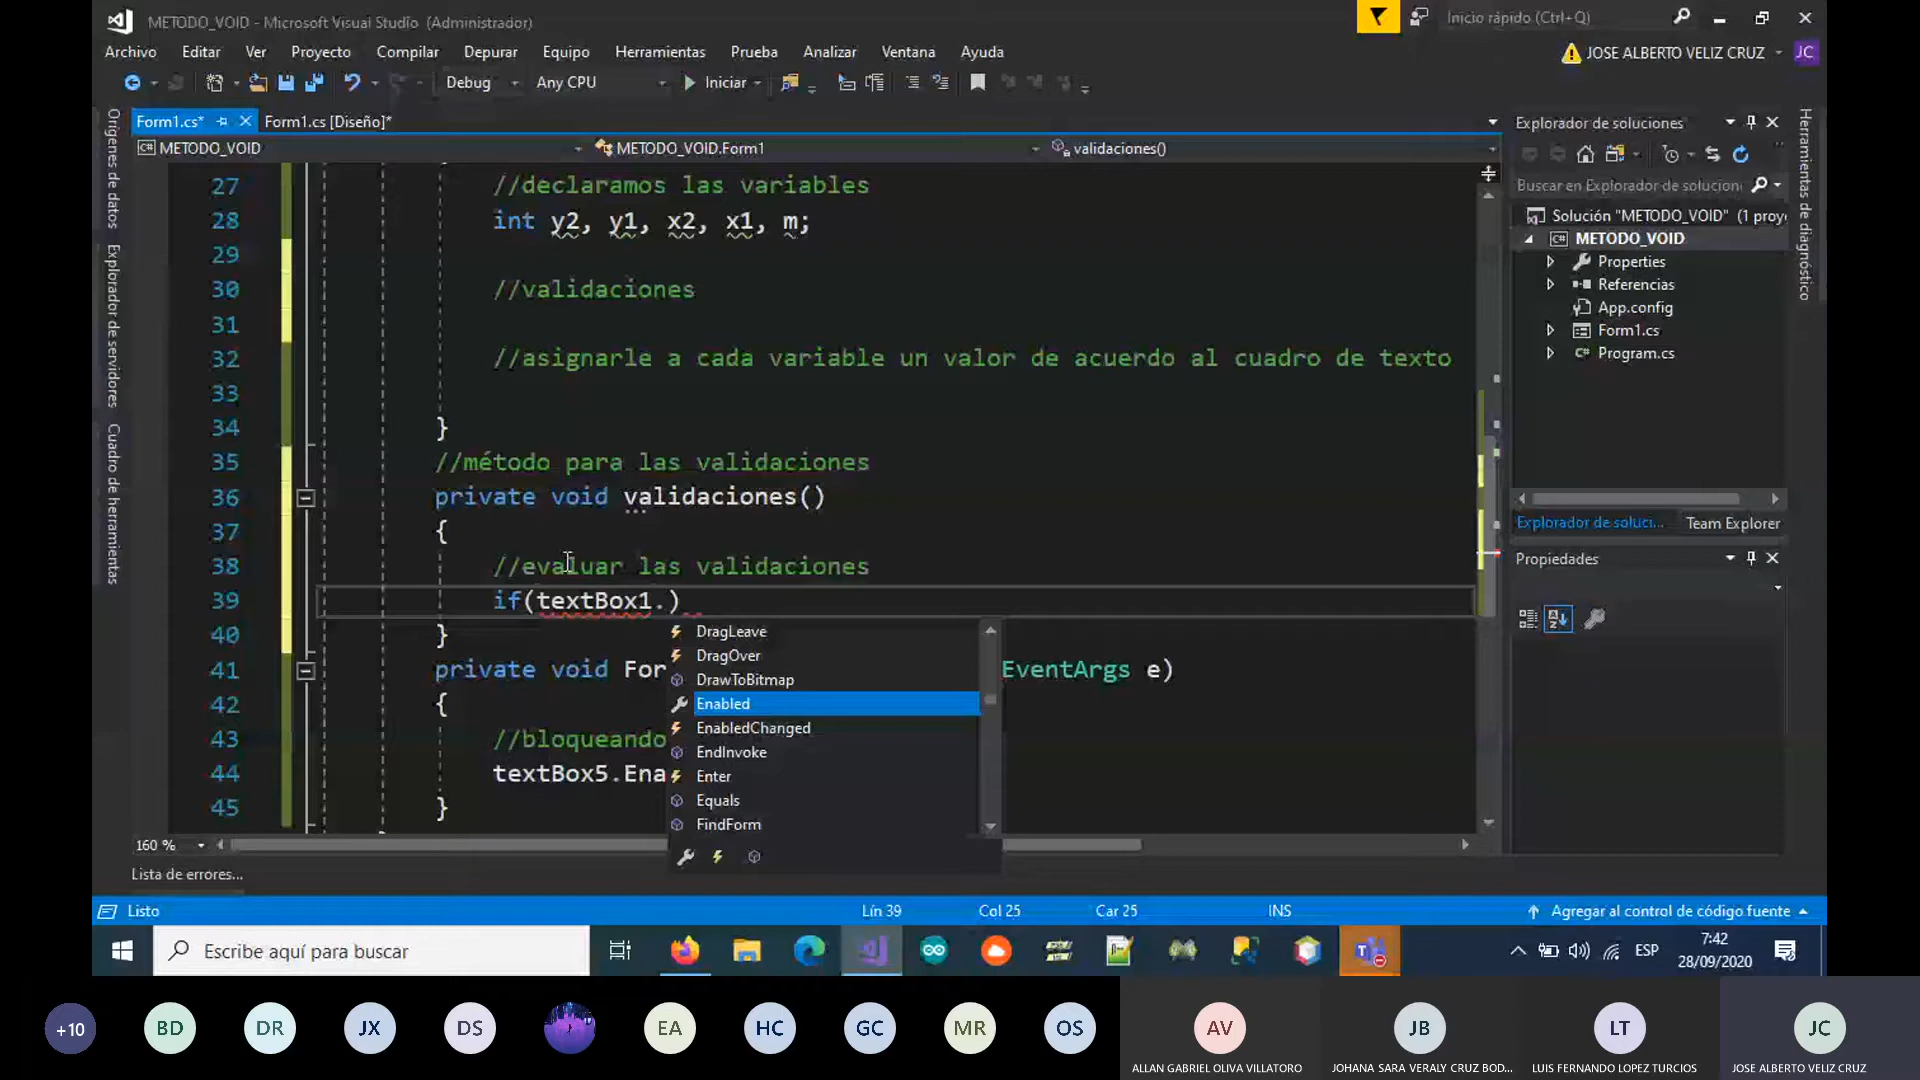 METODO_VOID - Microsoft Visual Studio (Administrador)
Inicio rápido (Ctrl+Q)
Archivo Editar Ver Proyecto Compilar Depurar Equipo Herramientas Prueba Analizar Ventana Ayuda
JOSE ALBERTO VELIZ CRUZ JC
Debug Any CPU Iniciar
Orígenes de datos
Explorador de servidores
Cuadro de herramientas
Form1.cs* Form1.cs [Diseño]*
METODO_VOID METODO_VOID.Form1 validaciones()
27 //declaramos las variables
28 int y2, y1, x2, x1, m;
29
30 //validaciones
31
32 //asignarle a cada variable un valor de acuerdo al cuadro de texto
33
34 }
35 //método para las validaciones
36 private void validaciones()
37 {
38 //evaluar las validaciones
39 if(textBox1.)
40 }
41 private void For EventArgs e)
42 {
43 //bloqueando
44 textBox5.Ena
45 }
DragLeave
DragOver
DrawToBitmap
Enabled
EnabledChanged
EndInvoke
Enter
Equals
FindForm
160 %
Lista de errores...
Explorador de soluciones
Buscar en Explorador de solucion
Solución "METODO_VOID" (1 proye
METODO_VOID
Properties
Referencias
App.config
Form1.cs
Program.cs
Explorador de soluci... Team Explorer
Propiedades
Herramientas de diagnóstico
Listo Lín 39 Col 25 Car 25 INS Agregar al control de código fuente
Escribe aquí para buscar
ESP
7:42
28/09/2020
+10 BD DR JX DS EA HC GC MR OS AV JB LT JC
ALLAN GABRIEL OLIVA VILLATORO JOHANA SARA VERALY CRUZ BOD... LUIS FERNANDO LOPEZ TURCIOS JOSE ALBERTO VELIZ CRUZ